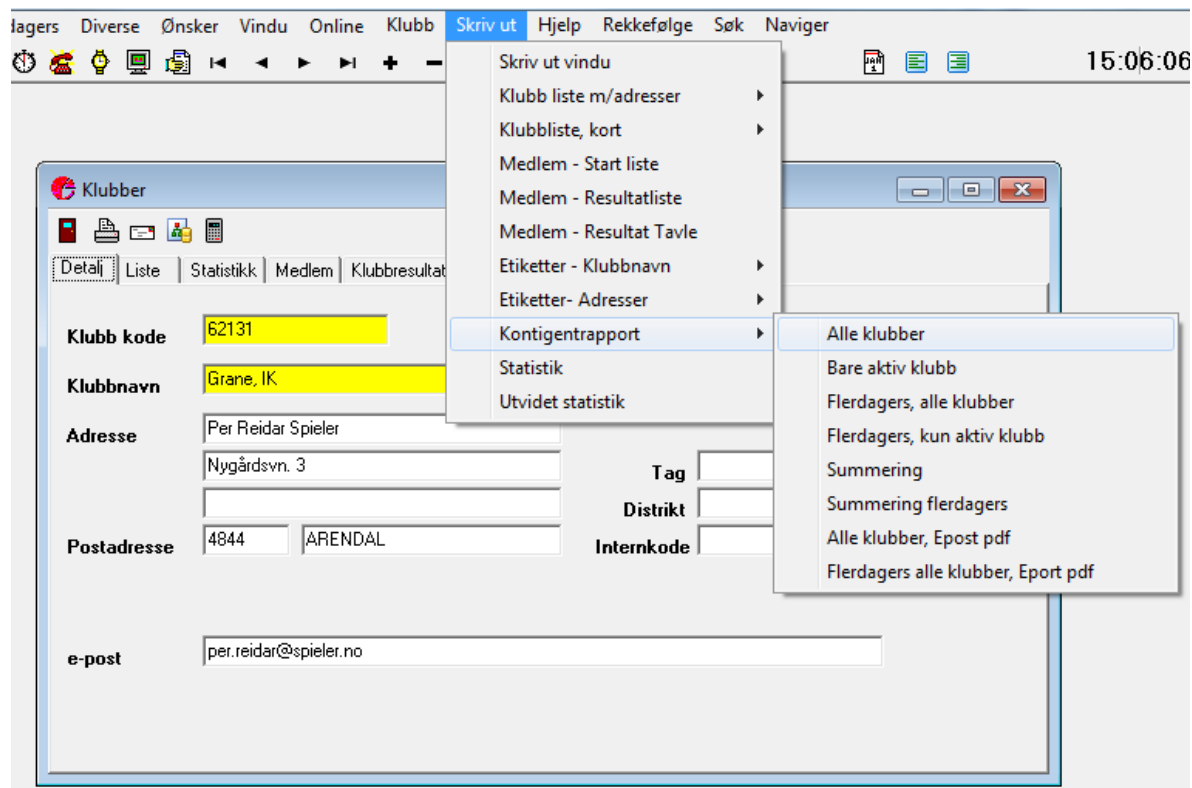 lagers Diverse Ønsker Vindu Online Klubb Skriv ut Hjelp Rekkefølge Søk Naviger
JAN 1 15:06:06
Skriv ut vindu
Klubb liste m/adresser
Klubbliste, kort
Medlem - Start liste
Medlem - Resultatliste
Medlem - Resultat Tavle
Etiketter - Klubbnavn
Etiketter- Adresser
Kontigentrapport
Statistik
Utvidet statistik
Alle klubber
Bare aktiv klubb
Flerdagers, alle klubber
Flerdagers, kun aktiv klubb
Summering
Summering flerdagers
Alle klubber, Epost pdf
Flerdagers alle klubber, Eport pdf
Klubber
Detalj Liste Statistikk Medlem Klubbresultat
Klubb kode 62131
Klubbnavn Grane, IK
Adresse Per Reidar Spieler
Nygårdsvn. 3 Tag
Distrikt
Postadresse 4844 ARENDAL Internkode
e-post per.reidar@spieler.no